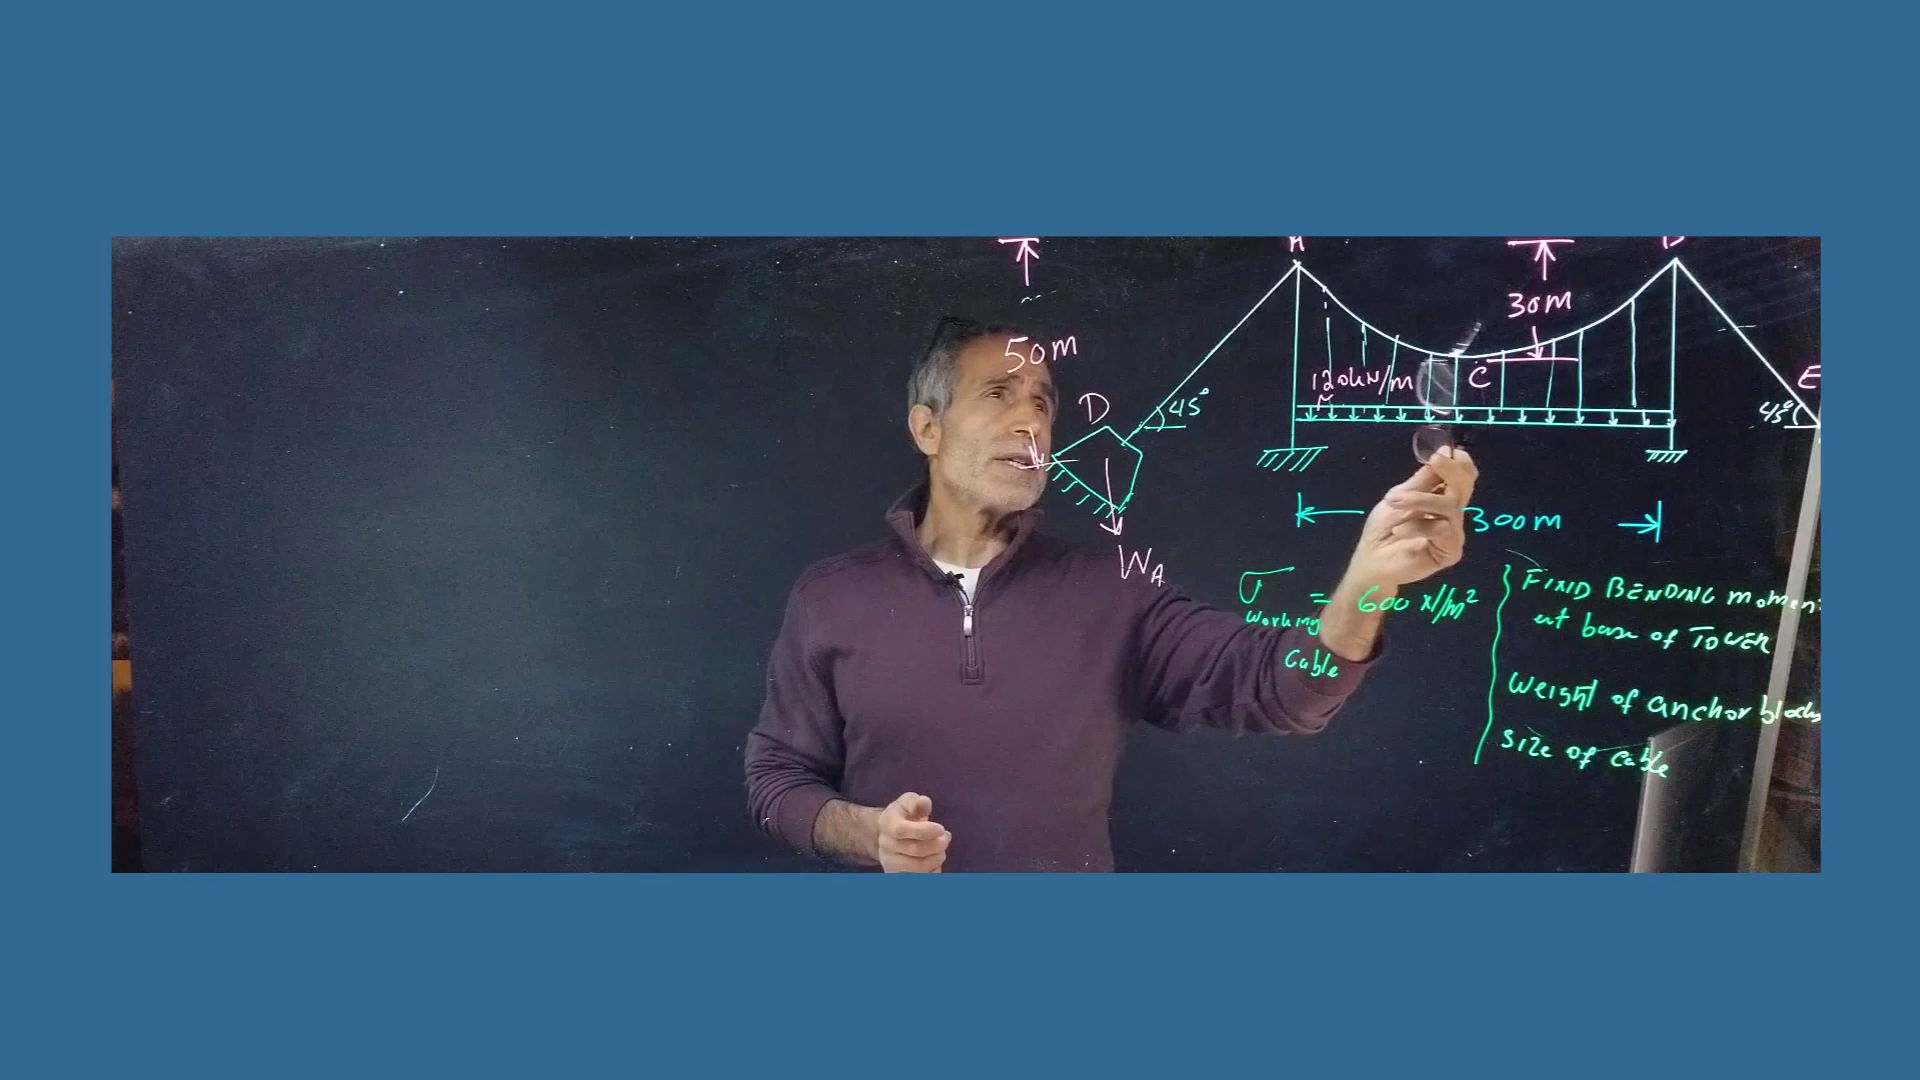 A
30m
50m
120kN/m
C
E
D
45°
45°
300m
WA
σ = 600 N/m²
working
Cable
FIND BENDING momen
at base of TOWER
Weight of anchor blocks
Size of cable